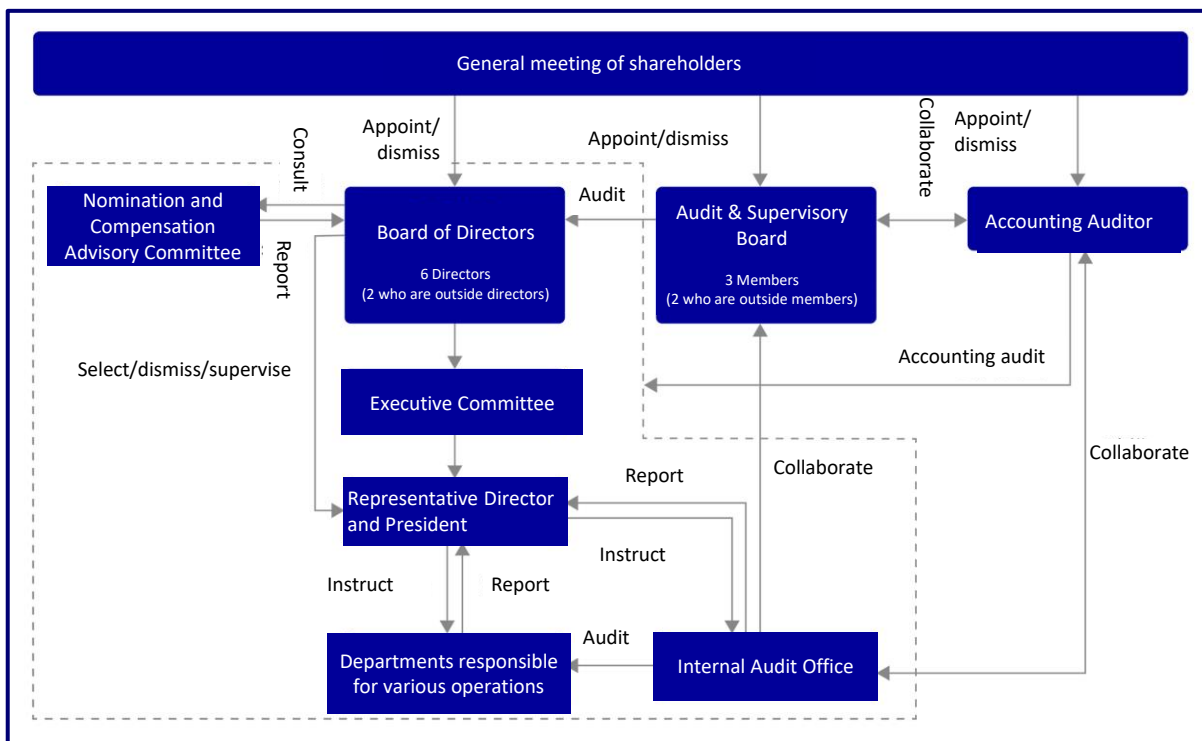 General meeting of shareholders
Appoint/
dismiss
Appoint/dismiss
Collaborate
Appoint/
dismiss
Consult
Nomination and
Compensation
Advisory Committee
Report
Board of Directors
6 Directors
(2 who are outside directors)
Audit
Audit & Supervisory
Board
3 Members
(2 who are outside members)
Accounting Auditor
Select/dismiss/supervise
Accounting audit
Executive Committee
Collaborate
Collaborate
Representative Director
and President
Report
Instruct
Instruct
Report
Departments responsible
for various operations
Audit
Internal Audit Office